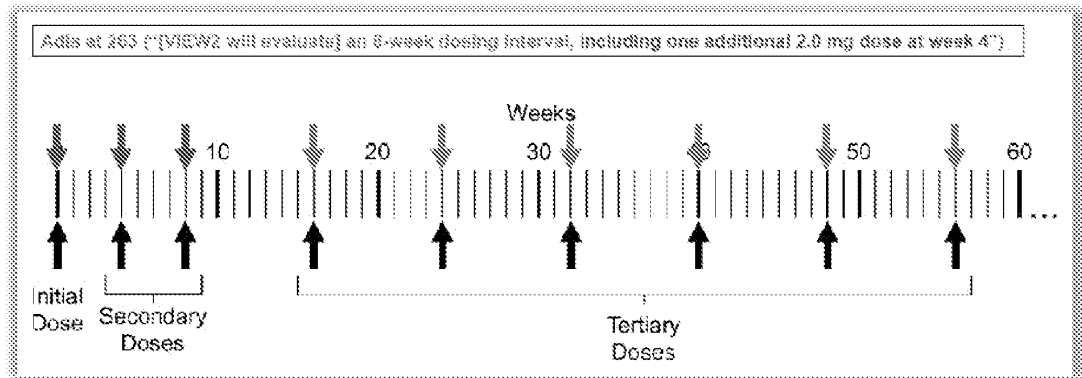 Adis at 263 ("[VIEW2 will evaluate] an 8-week dosing interval, including one additional 2.0 mg dose at week 4")
Weeks
10 20 30 0 50 60
...
Initial
Dose
Secondary
Doses
Tertiary
Doses